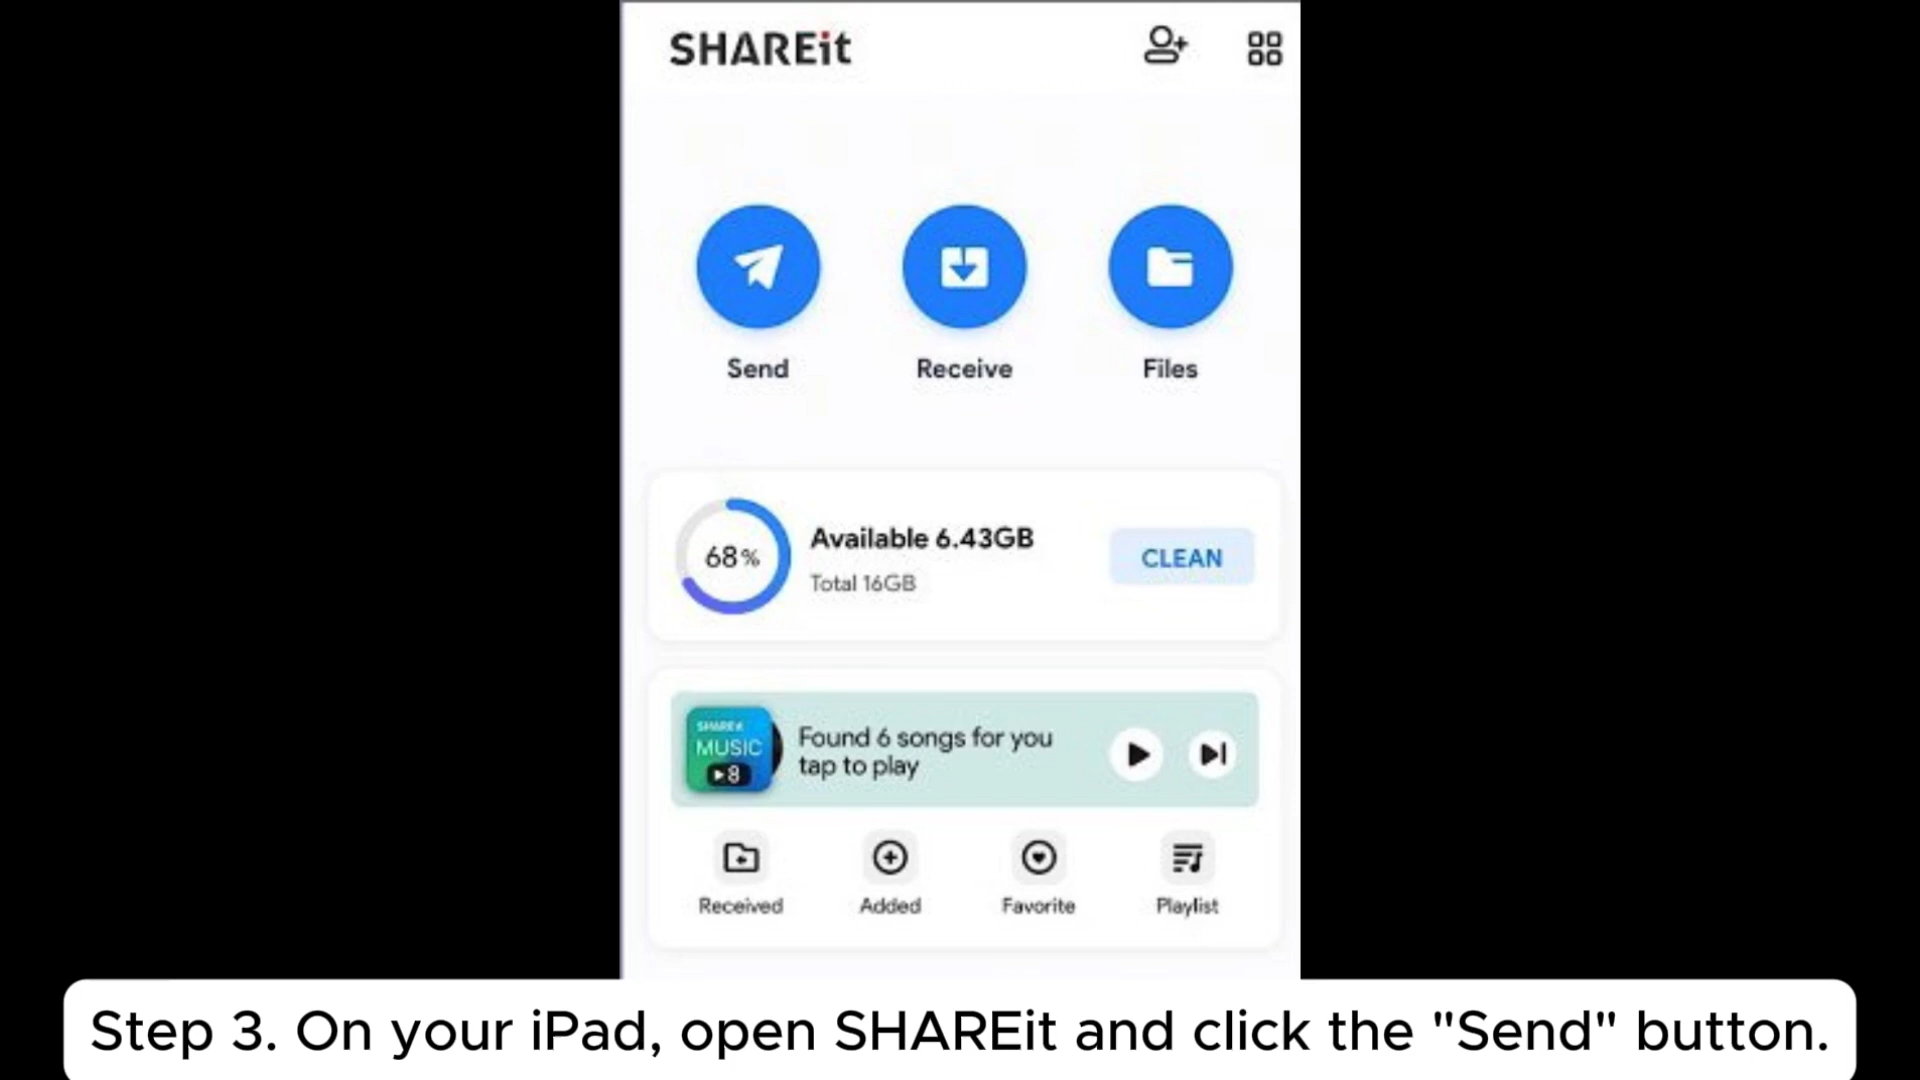 SHAREit
Send
Receive
Files
68%
Available 6.43GB
Total 16GB
CLEAN
SHAREit
MUSIC
8
Found 6 songs for you
tap to play
Received
Added
Favorite
Playlist
Step 3. On your iPad, open SHAREit and click the "Send" button.